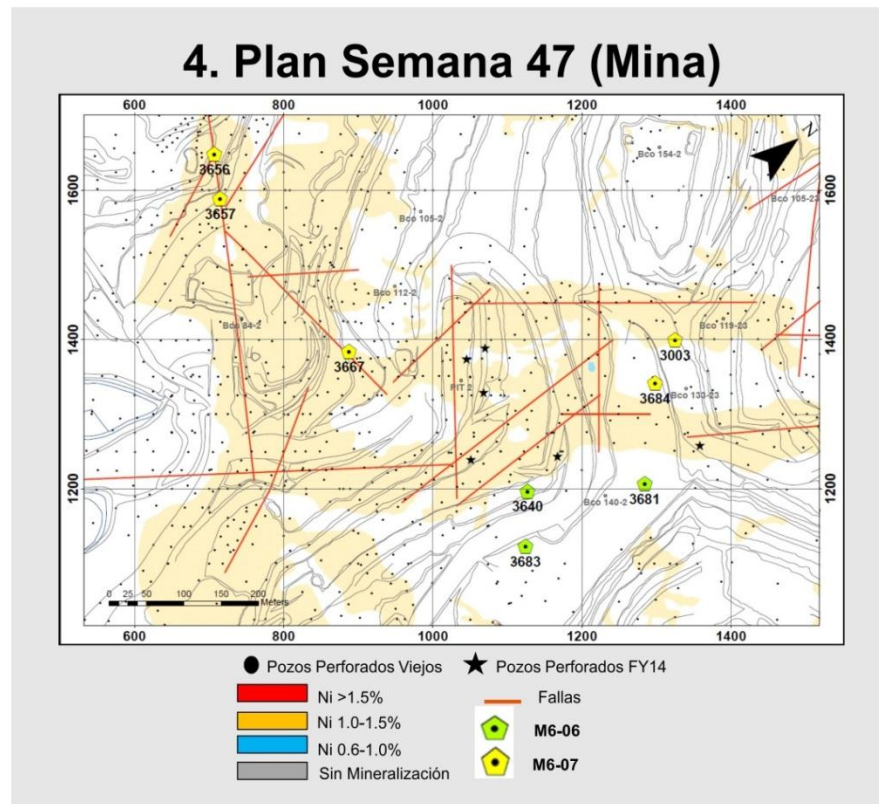 4. Plan Semana 47 (Mina)
600 800 1000 1200 1400
N
1600
1600
3656
3657
Bco 154-2
Bco 105-23
Bco 105-2
Bco 112-2
Bco 84-2
Bco 119-23
1400
1400
3667
3003
PIT 2
3684
Bco 133-23
1200
1200
3640
Bco 140-2
3681
3683
0 25 50 100 150 200
Meters
600 800 1000 1200 1400
Pozos Perforados Viejos
Pozos Perforados FY14
Ni >1.5%
Fallas
Ni 1.0-1.5%
M6-06
Ni 0.6-1.0%
M6-07
Sin Mineralización